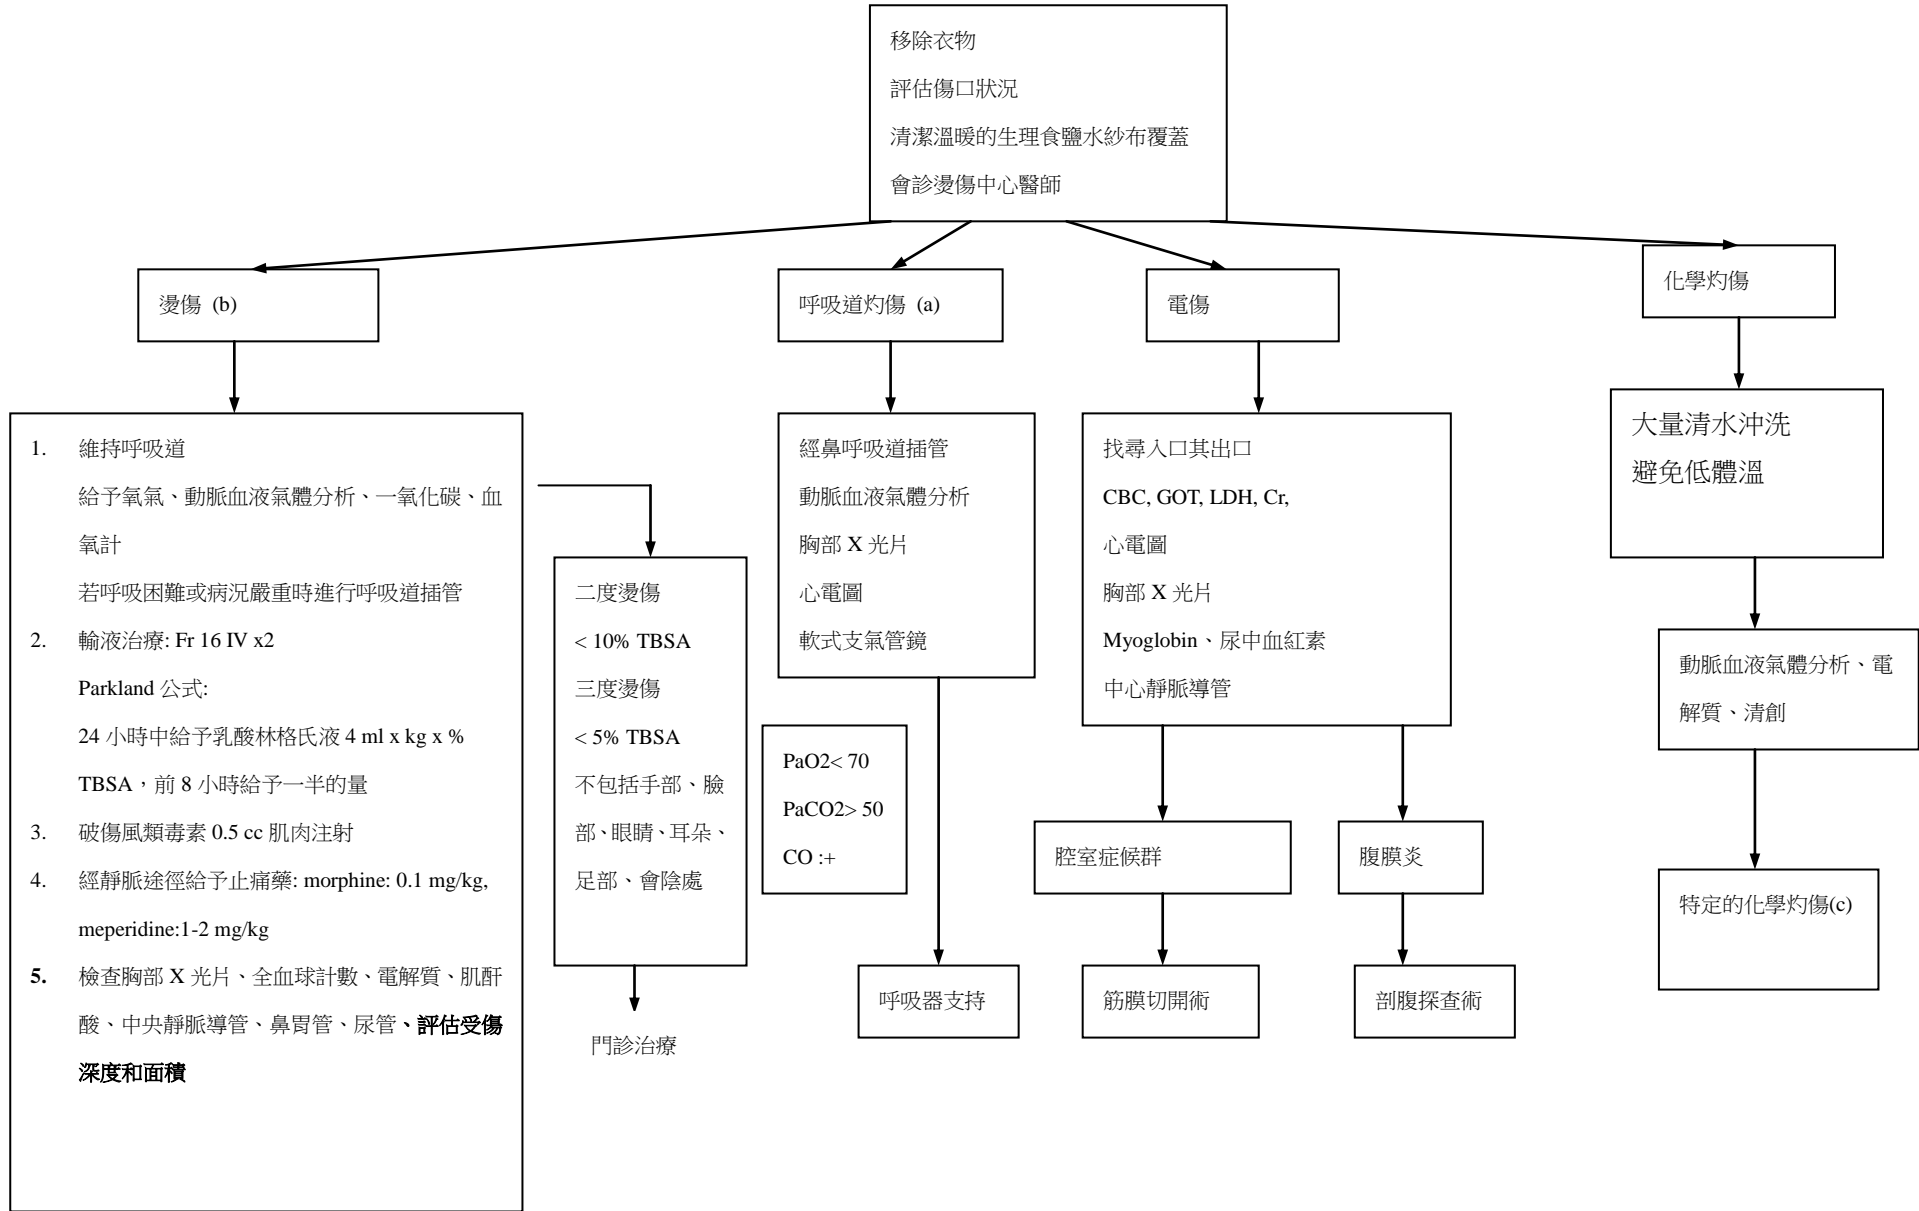 移除衣物
評估傷口狀況
清潔溫暖的生理食鹽水紗布覆蓋
會診燙傷中心醫師
燙傷 (b)
呼吸道灼傷 (a)
電傷
化學灼傷
1. 維持呼吸道
給予氧氣、動脈血液氣體分析、一氧化碳、血
氧計
若呼吸困難或病況嚴重時進行呼吸道插管
2. 輸液治療: Fr 16 IV x2
Parkland 公式:
24 小時中給予乳酸林格氏液 4 ml x kg x %
TBSA，前 8 小時給予一半的量
3. 破傷風類毒素 0.5 cc 肌肉注射
4. 經靜脈途徑給予止痛藥: morphine: 0.1 mg/kg,
meperidine:1-2 mg/kg
5. 檢查胸部 X 光片、全血球計數、電解質、肌酐
酸、中央靜脈導管、鼻胃管、尿管、評估受傷
深度和面積
二度燙傷
< 10% TBSA
三度燙傷
< 5% TBSA
不包括手部、臉
部、眼睛、耳朵、
足部、會陰處
門診治療
經鼻呼吸道插管
動脈血液氣體分析
胸部 X 光片
心電圖
軟式支氣管鏡
PaO2< 70
PaCO2> 50
CO :+
呼吸器支持
找尋入口其出口
CBC, GOT, LDH, Cr,
心電圖
胸部 X 光片
Myoglobin、尿中血紅素
中心靜脈導管
腔室症候群
腹膜炎
筋膜切開術
剖腹探查術
大量清水沖洗
避免低體溫
動脈血液氣體分析、電
解質、清創
特定的化學灼傷(c)